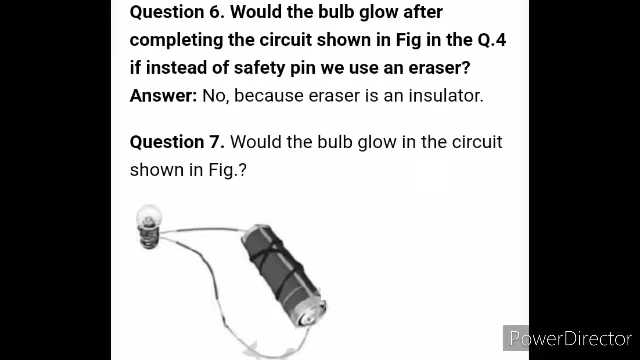 Question 6. Would the bulb glow after
completing the circuit shown in Fig in the Q.4
if instead of safety pin we use an eraser?
Answer: No, because eraser is an insulator.
Question 7. Would the bulb glow in the circuit
shown in Fig.?
PowerDirector